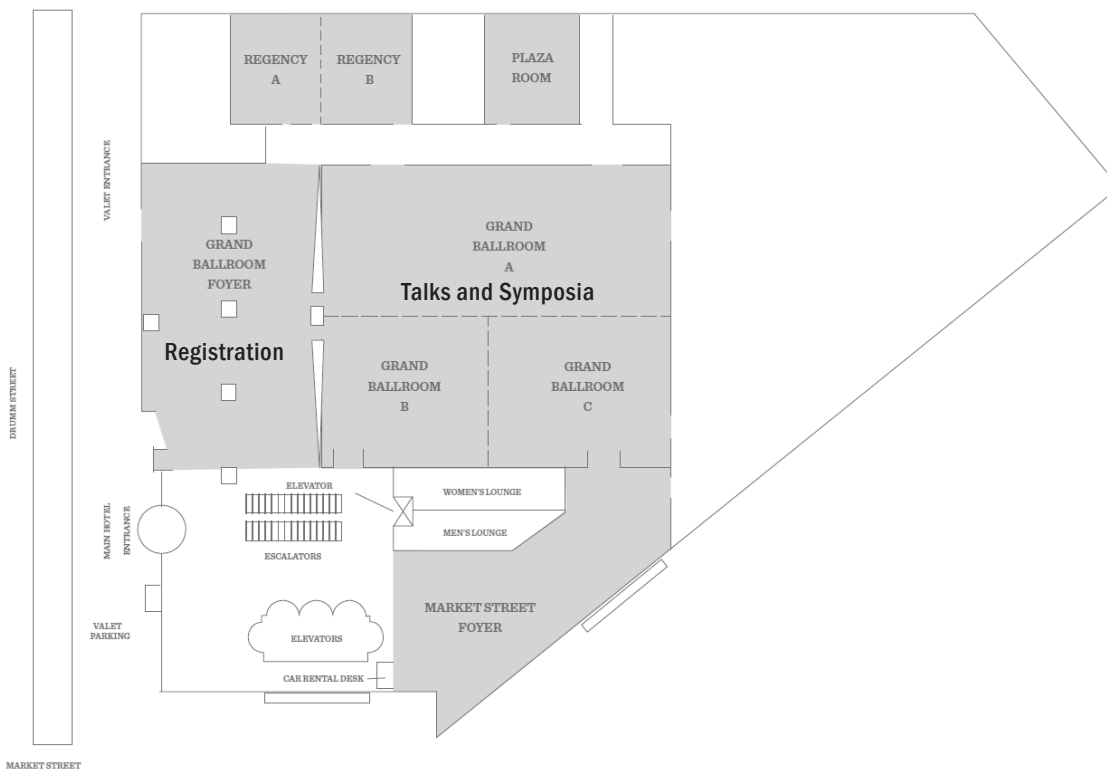 REGENCY
A
REGENCY
B
PLAZA
ROOM
VALET ENTRANCE
GRAND
BALLROOM
FOYER
GRAND
BALLROOM
A
Talks and Symposia
Registration
GRAND
BALLROOM
B
GRAND
BALLROOM
C
DRUMM STREET
ELEVATOR
WOMEN'S LOUNGE
MEN'S LOUNGE
MAIN HOTEL
ENTRANCE
ESCALATORS
MARKET STREET
FOYER
VALET
PARKING
ELEVATORS
CAR RENTAL DESK
MARKET STREET